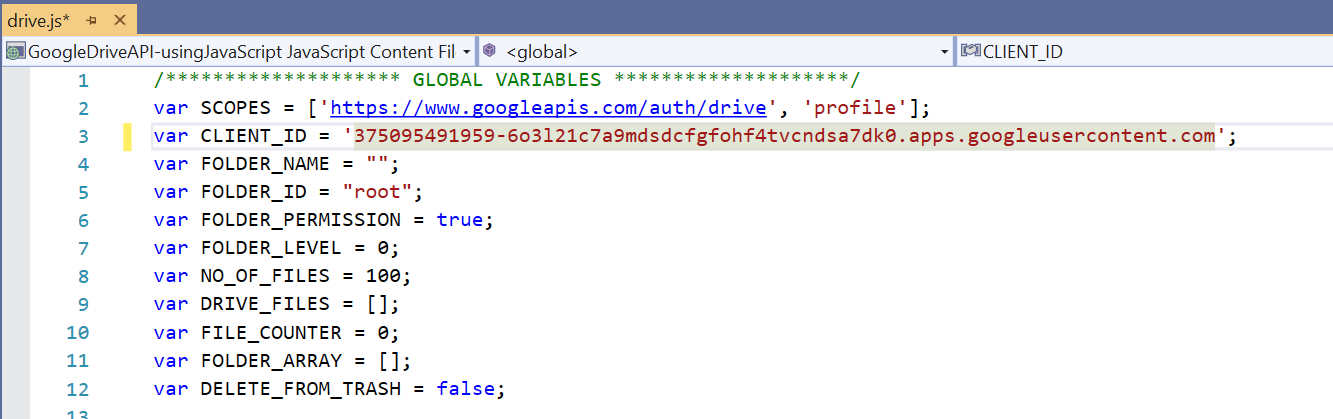 drive.js*
GoogleDriveAPI-usingJavaScript JavaScript Content Fil <global> CLIENT_ID
1 /******************** GLOBAL VARIABLES ********************/
2 var SCOPES = ['https://www.googleapis.com/auth/drive', 'profile'];
3 var CLIENT_ID = '375095491959-6o3l21c7a9mdsdcfgfohf4tvcndsa7dk0.apps.googleusercontent.com';
4 var FOLDER_NAME = "";
5 var FOLDER_ID = "root";
6 var FOLDER_PERMISSION = true;
7 var FOLDER_LEVEL = 0;
8 var NO_OF_FILES = 100;
9 var DRIVE_FILES = [];
10 var FILE_COUNTER = 0;
11 var FOLDER_ARRAY = [];
12 var DELETE_FROM_TRASH = false;
13